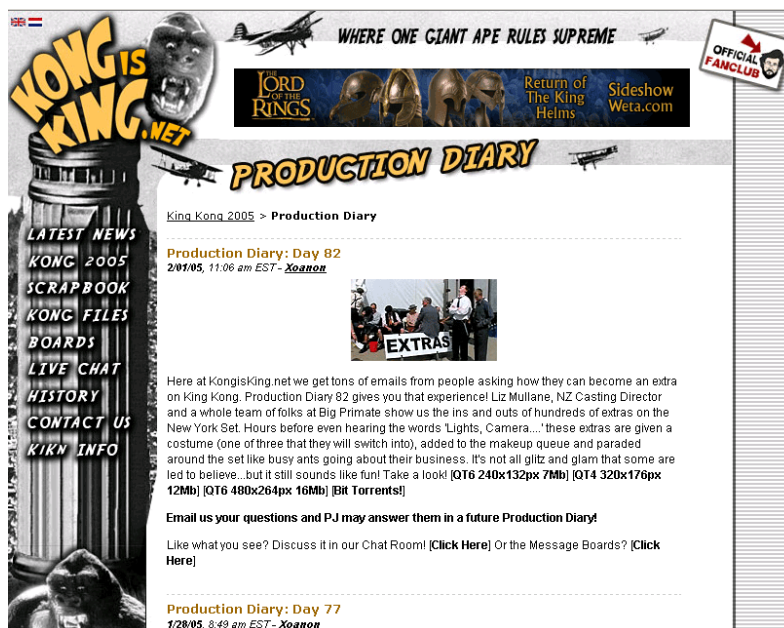 KONG IS
KING.NET
WHERE ONE GIANT APE RULES SUPREME
OFFICIAL
FANCLUB
THE
LORD
OF THE
RINGS
Return of
The King
Helms
Sideshow
Weta.com
PRODUCTION DIARY
LATEST NEWS
KONG 2005
SCRAPBOOK
KONG FILES
BOARDS
LIVE CHAT
HISTORY
CONTACT US
KIKN INFO
King Kong 2005 > Production Diary
Production Diary: Day 82
2/01/05, 11:06 am EST - Xoanon
EXTRAS
Here at KongisKing.net we get tons of emails from people asking how they can become an extra
on King Kong. Production Diary 82 gives you that experience! Liz Mullane, NZ Casting Director
and a whole team of folks at Big Primate show us the ins and outs of hundreds of extras on the
New York Set. Hours before even hearing the words 'Lights, Camera....' these extras are given a
costume (one of three that they will switch into), added to the makeup queue and paraded
around the set like busy ants going about their business. It's not all glitz and glam that some are
led to believe...but it still sounds like fun! Take a look! [QT6 240x132px 7Mb] [QT4 320x176px
12Mb] [QT6 480x264px 16Mb] [Bit Torrents!]
Email us your questions and PJ may answer them in a future Production Diary!
Like what you see? Discuss it in our Chat Room! [Click Here] Or the Message Boards? [Click
Here]
Production Diary: Day 77
1/28/05, 8:49 am EST - Xoanon